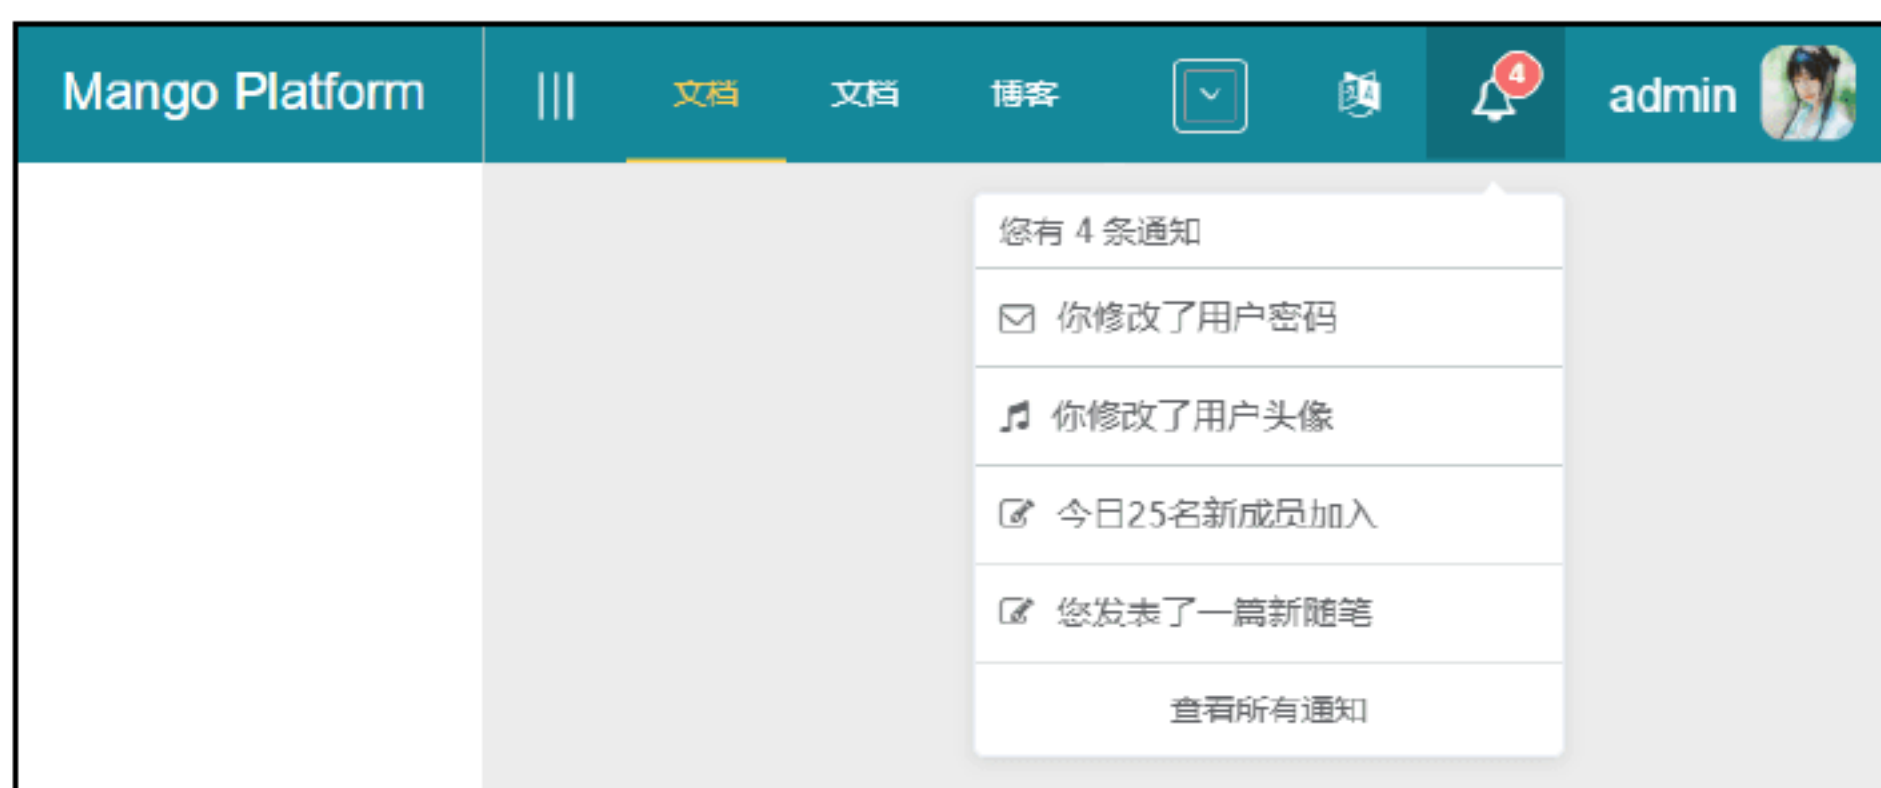 Mango Platform 文档 文档 博客 4 admin
您有 4 条通知
你修改了用户密码
你修改了用户头像
今日25名新成员加入
您发表了一篇新随笔
查看所有通知